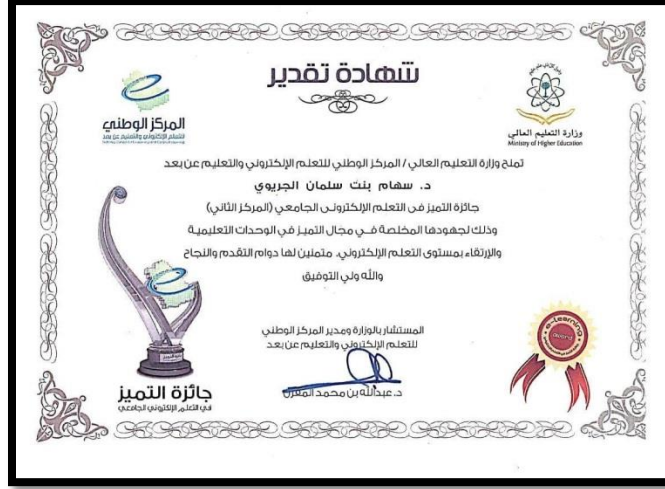 شهادة تقدير
المركز الوطني
للتعلم الإلكتروني والتعليم عن بعد
وزارة التعليم العالي
Ministry of Higher Education
تمنح وزارة التعليم العالي / المركز الوطني للتعلم الإلكتروني والتعليم عن بعد
د. سهام بنت سلمان الجريوي
جائزة التميز في التعلم الإلكتروني الجامعي (المركز الثاني)
وذلك لجهودها المخلصة في مجال التميز في الوحدات التعليمية
والإرتقاء بمستوى التعلم الإلكتروني، متمنين لها دوام التقدم والنجاح
والله ولي التوفيق
المستشار بالوزارة ومدير المركز الوطني
للتعلم الإلكتروني والتعليم عن بعد
د. عبدالله بن محمد المقرن
جائزة التميز
في التعلم الإلكتروني الجامعي
e-Learning